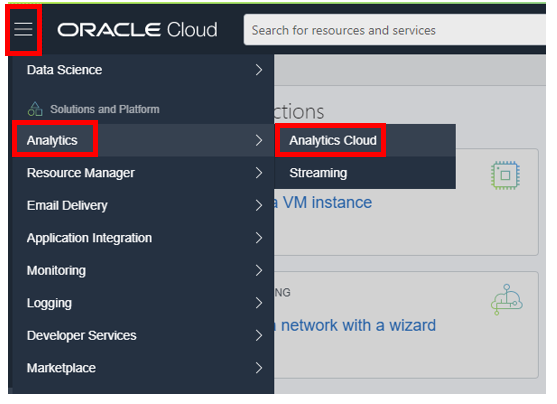 ORACLE Cloud
Search for resources and services
Data Science
Solutions and Platform
ctions
Analytics
Analytics Cloud
Resource Manager
Streaming
Email Delivery
a VM instance
Application Integration
Monitoring
NG
Logging
Developer Services
network with a wizard
Marketplace